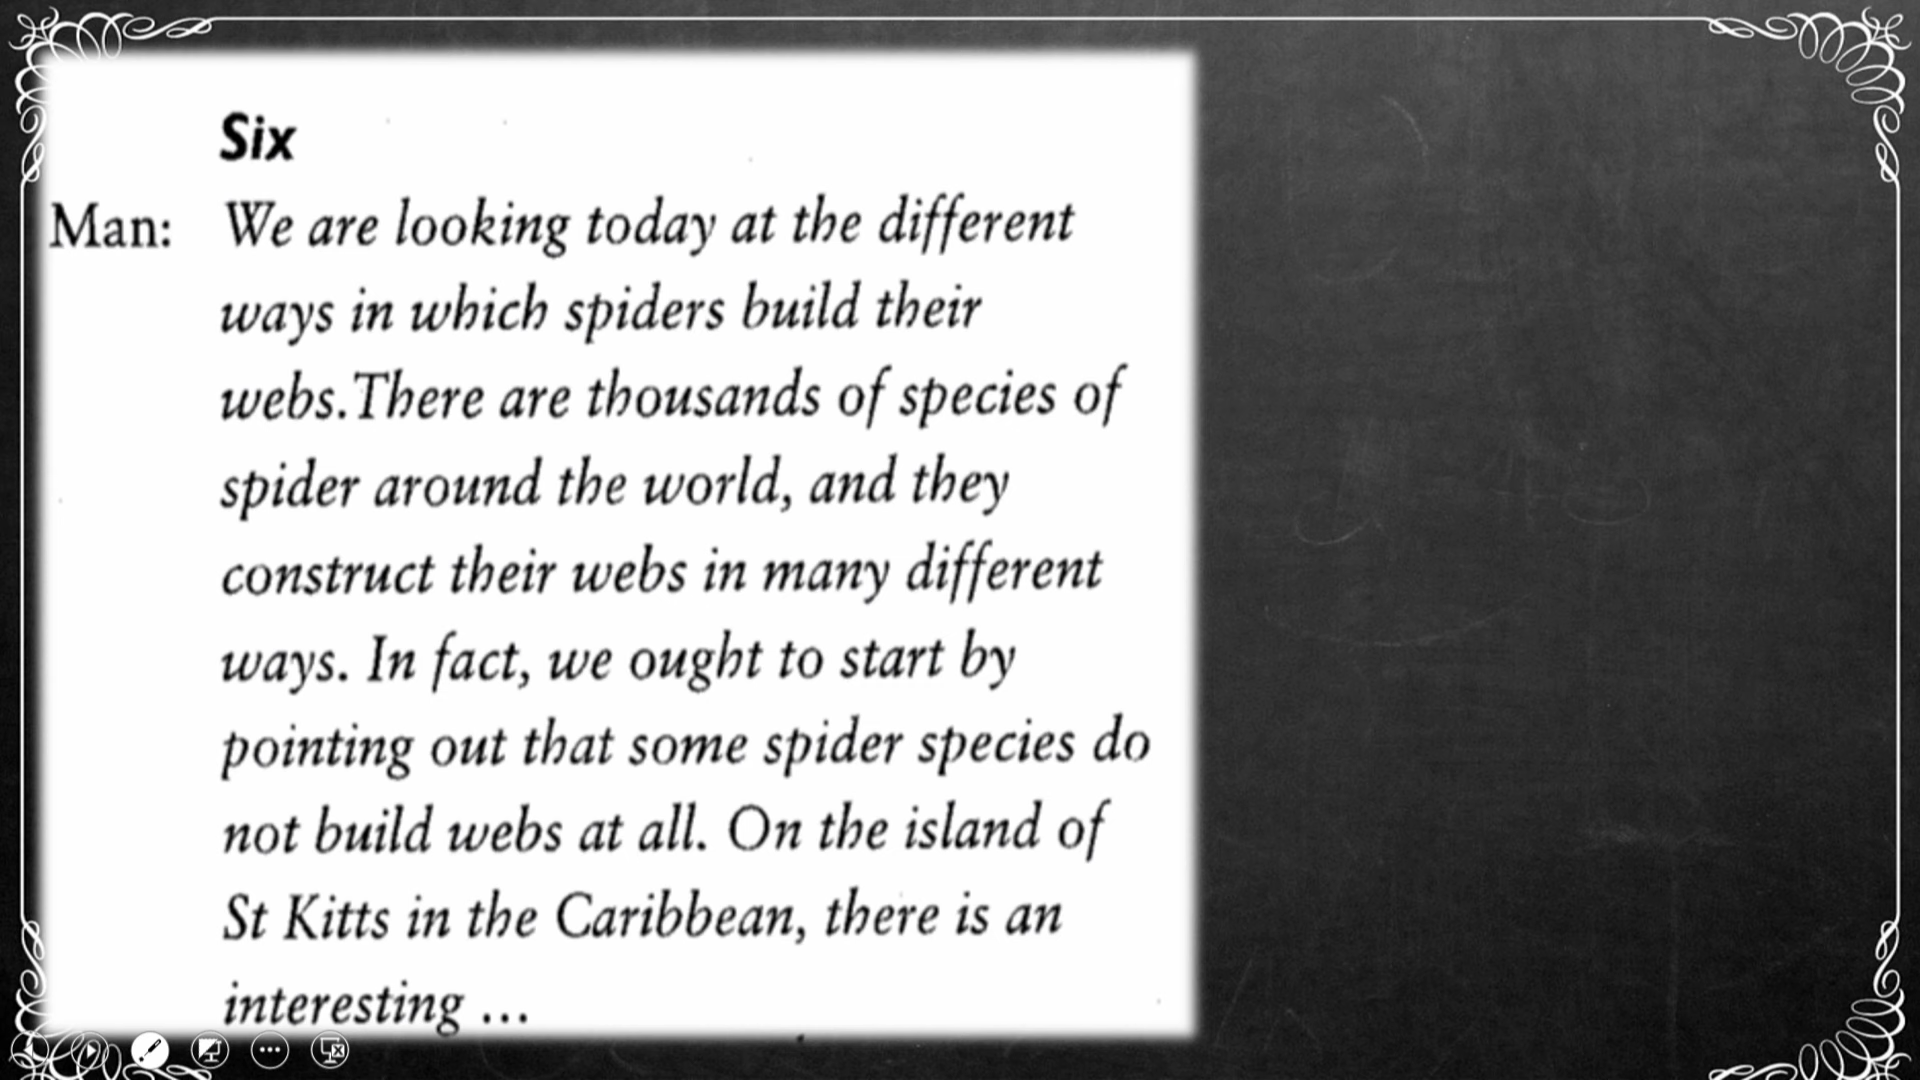 Six
Man: We are looking today at the different
ways in which spiders build their
webs.There are thousands of species of
spider around the world, and they
construct their webs in many different
ways. In fact, we ought to start by
pointing out that some spider species do
not build webs at all. On the island of
St Kitts in the Caribbean, there is an
interesting ...